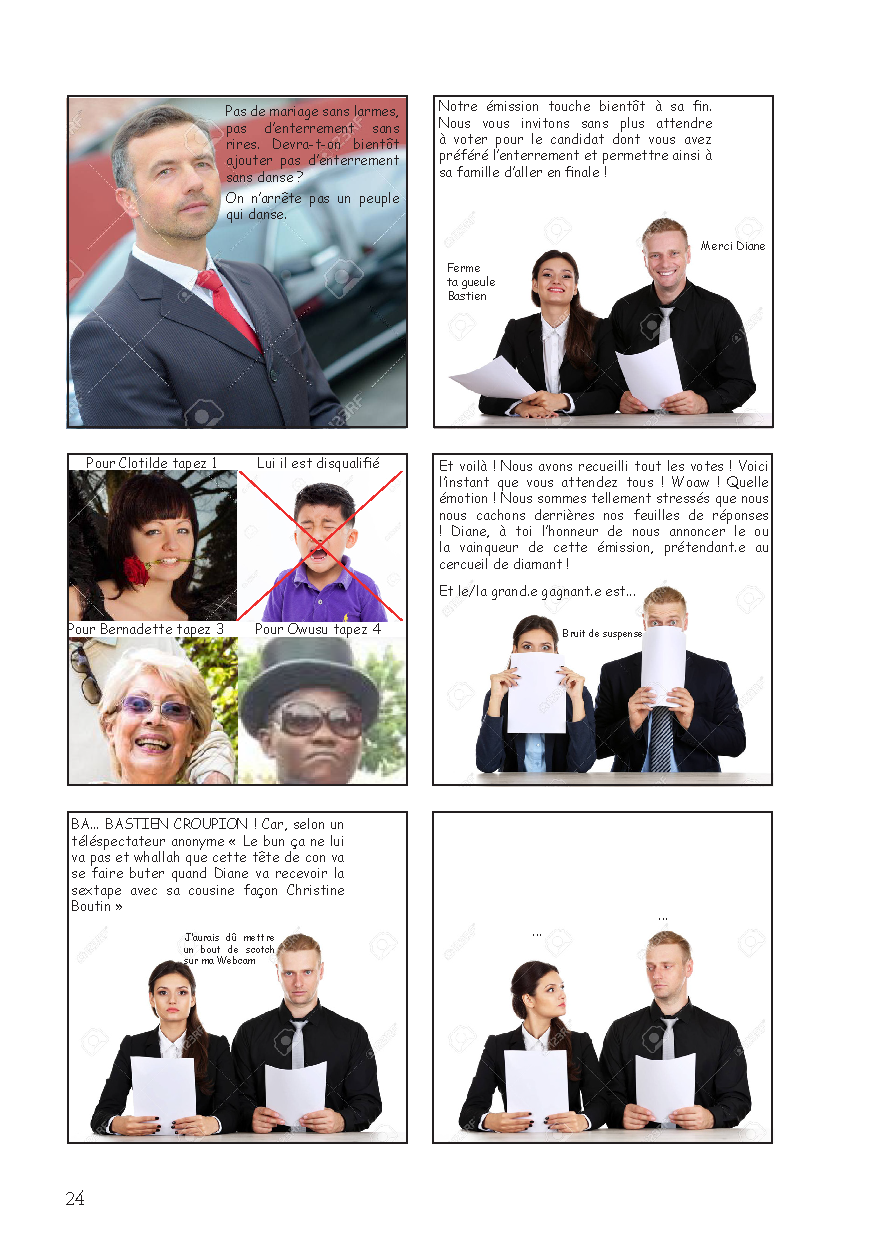 Pas de mariage sans larmes,
pas d'enterrement sans
rires. Devra-t-on bientôt
ajouter pas d'enterrement
sans danse ?
On n'arrête pas un peuple
qui danse.
Notre émission touche bientôt à sa fin.
Nous vous invitons sans plus attendre
à voter pour le candidat dont vous avez
préféré l'enterrement et permettre ainsi à
sa famille d'aller en finale !
Merci Diane
Ferme
ta gueule
Bastien
Pour Clotilde tapez 1
Lui il est disqualifié
Pour Bernadette tapez 3
Pour Owusu tapez 4
Et voilà ! Nous avons recueilli tout les votes ! Voici
l'instant que vous attendez tous ! Woaw ! Quelle
émotion ! Nous sommes tellement stressés que nous
nous cachons derrières nos feuilles de réponses
! Diane, à toi l'honneur de nous annoncer le ou
la vainqueur de cette émission, prétendant.e au
cercueil de diamant !
Et le/la grand.e gagnant.e est...
Bruit de suspense
BA... BASTIEN CROUPION ! Car, selon un
téléspectateur anonyme « Le bun ça ne lui
va pas et whallah que cette tête de con va
se faire buter quand Diane va recevoir la
sextape avec sa cousine façon Christine
Boutin »
J'aurais dû mettre
un bout de scotch
sur ma Webcam
...
...
24